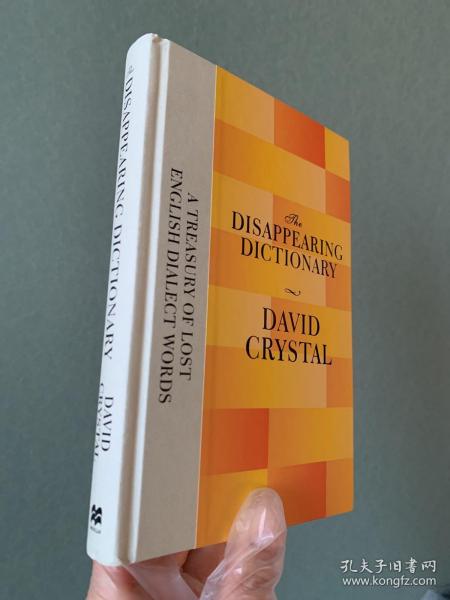 The
DISAPPEARING
DICTIONARY
DAVID
CRYSTAL
A TREASURY OF LOST
ENGLISH DIALECT WORDS
The DISAPPEARING DICTIONARY
DAVID
CRYSTAL
孔夫子旧书网
www.kongfz.com